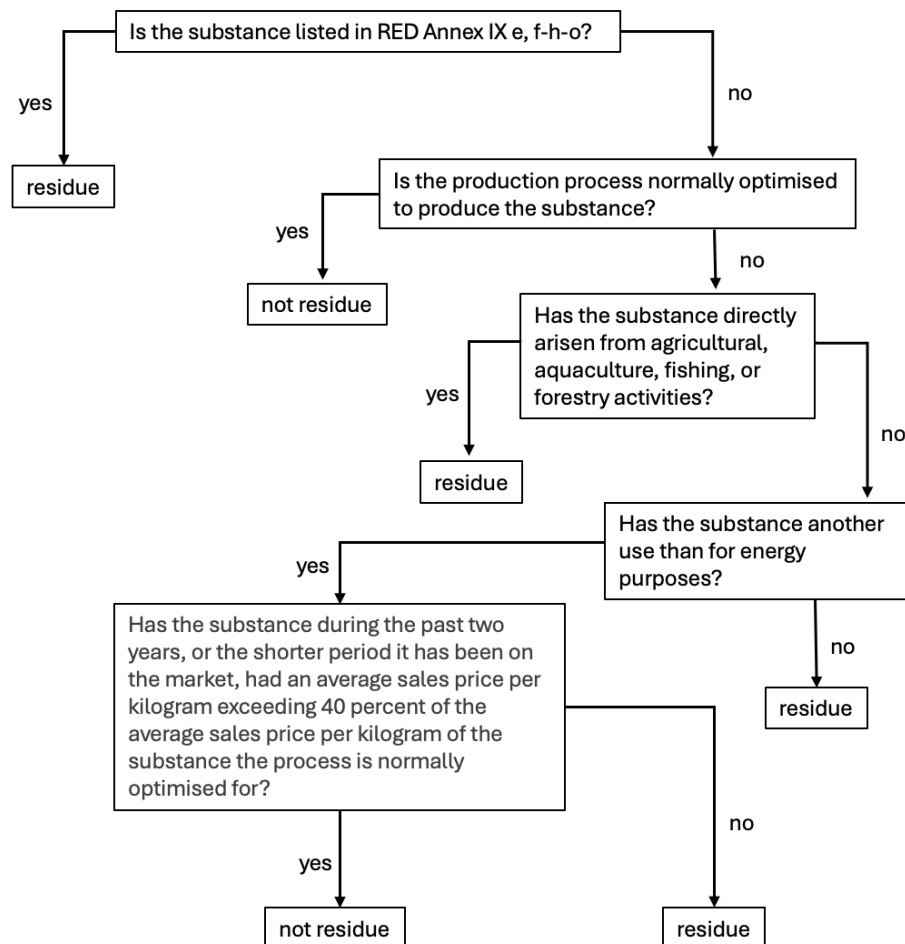 Is the substance listed in RED Annex IX e, f-h-o?
yes
no
residue
Is the production process normally optimised
to produce the substance?
yes
no
not residue
Has the substance directly
arisen from agricultural,
aquaculture, fishing, or
forestry activities?
yes
no
residue
Has the substance another
use than for energy
purposes?
yes
no
Has the substance during the past two
years, or the shorter period it has been on
the market, had an average sales price per
kilogram exceeding 40 percent of the
average sales price per kilogram of the
substance the process is normally
optimised for?
residue
yes
no
not residue
residue